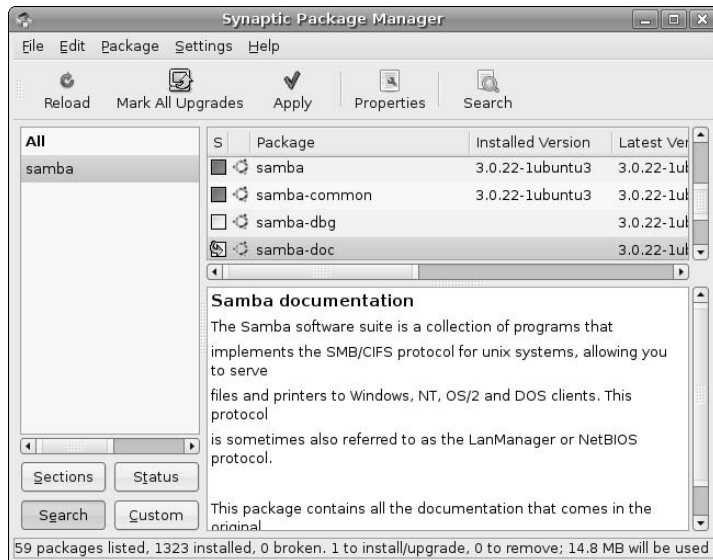 Synaptic Package Manager
File Edit Package Settings Help
Reload Mark All Upgrades Apply Properties Search
All
samba
S Package Installed Version Latest Ver
samba 3.0.22-1ubuntu3 3.0.22-1ub
samba-common 3.0.22-1ubuntu3 3.0.22-1ub
samba-dbg 3.0.22-1ub
samba-doc 3.0.22-1ub
Samba documentation
The Samba software suite is a collection of programs that
implements the SMB/CIFS protocol for unix systems, allowing you
to serve
files and printers to Windows, NT, OS/2 and DOS clients. This
protocol
is sometimes also referred to as the LanManager or NetBIOS
protocol.
This package contains all the documentation that comes in the
original
Sections Status
Search Custom
59 packages listed, 1323 installed, 0 broken. 1 to install/upgrade, 0 to remove; 14.8 MB will be used